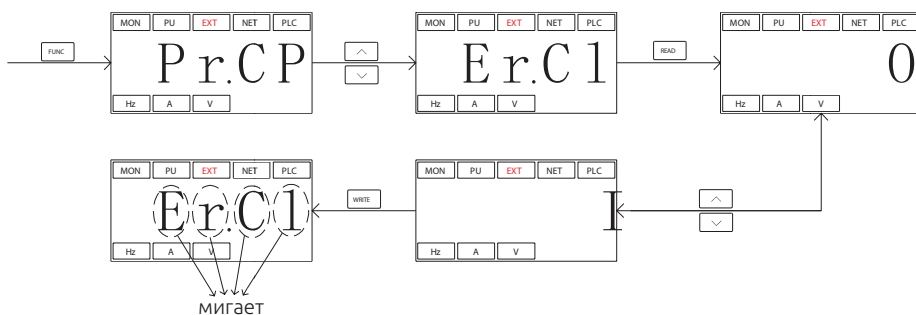 MON PU EXT NET PLC
FUNC
Pr.CP
Hz A V
MON PU EXT NET PLC
Er.C1
Hz A V
READ
MON PU EXT NET PLC
0
Hz A V
MON PU EXT NET PLC
Er.C1
Hz A V
WRITE
MON PU EXT NET PLC
1
Hz A V
мигает